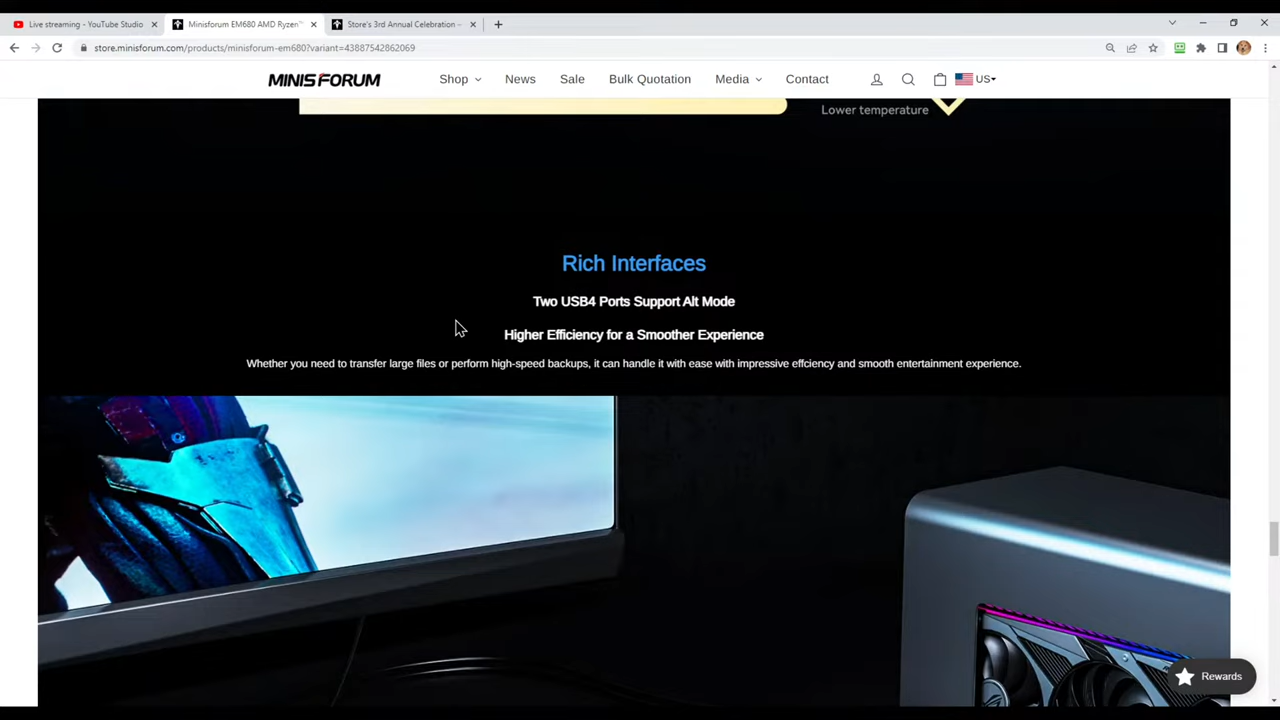 Live streaming - YouTube Studio
Minisforum EM680 AMD Ryzen™
Store's 3rd Annual Celebration -
store.minisforum.com/products/minisforum-em680?variant=43887542862069
MINISFORUM
Shop
News
Sale
Bulk Quotation
Media
Contact
US
Lower temperature
Rich Interfaces
Two USB4 Ports Support Alt Mode
Higher Efficiency for a Smoother Experience
Whether you need to transfer large files or perform high-speed backups, it can handle it with ease with impressive effciency and smooth entertainment experience.
Rewards